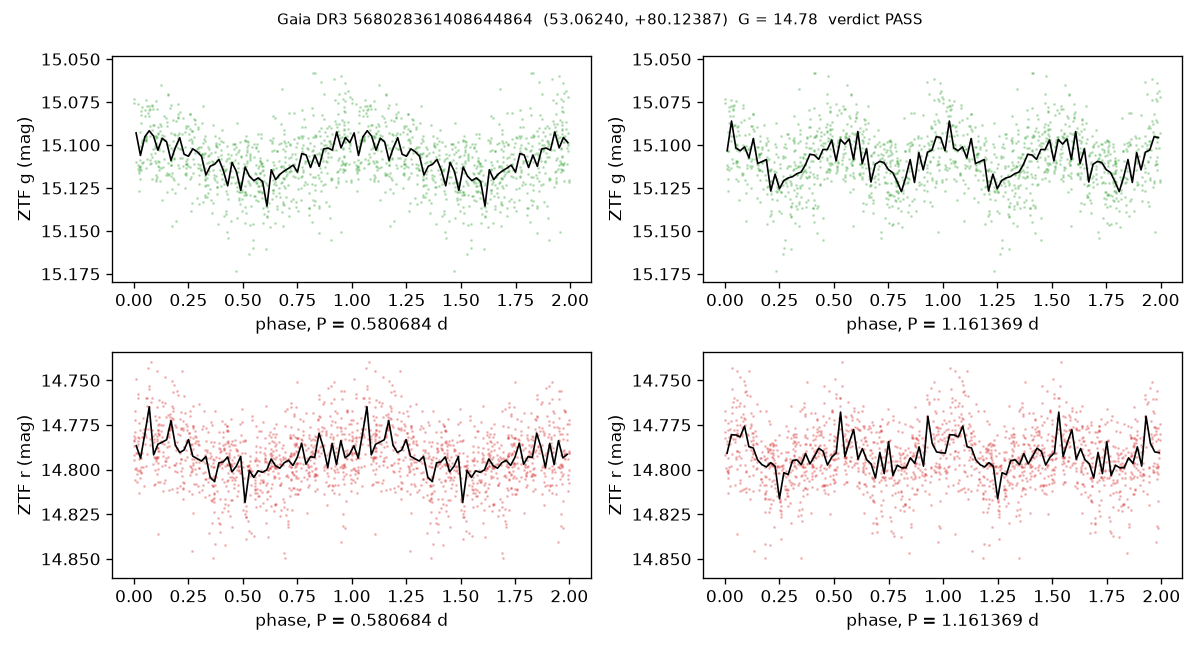 Gaia DR3 568028361408644864 (53.06240, +80.12387) G = 14.78 verdict PASS
15.050
15.075
15.100
15.125
15.150
15.175
ZTF g (mag)
0.00 0.25 0.50 0.75 1.00 1.25 1.50 1.75 2.00
phase, P = 0.580684 d
15.050
15.075
15.100
15.125
15.150
15.175
ZTF g (mag)
0.00 0.25 0.50 0.75 1.00 1.25 1.50 1.75 2.00
phase, P = 1.161369 d
14.750
14.775
14.800
14.825
14.850
ZTF r (mag)
0.00 0.25 0.50 0.75 1.00 1.25 1.50 1.75 2.00
phase, P = 0.580684 d
14.750
14.775
14.800
14.825
14.850
ZTF r (mag)
0.00 0.25 0.50 0.75 1.00 1.25 1.50 1.75 2.00
phase, P = 1.161369 d